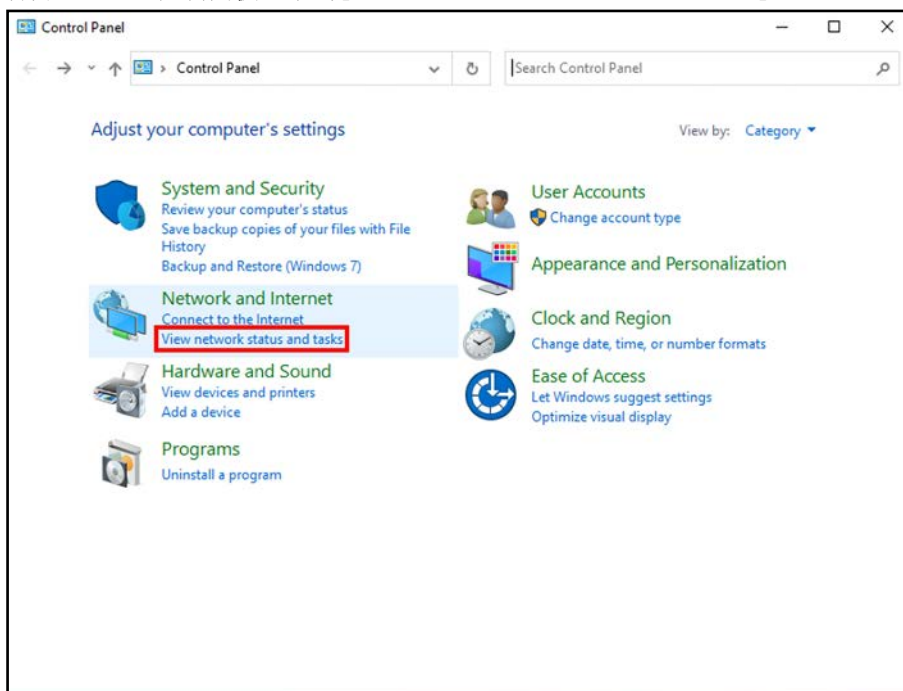 Control Panel
Control Panel
Search Control Panel
Adjust your computer's settings
View by: Category
System and Security
Review your computer's status
Save backup copies of your files with File
History
Backup and Restore (Windows 7)
Network and Internet
Connect to the Internet
View network status and tasks
Hardware and Sound
View devices and printers
Add a device
Programs
Uninstall a program
User Accounts
Change account type
Appearance and Personalization
Clock and Region
Change date, time, or number formats
Ease of Access
Let Windows suggest settings
Optimize visual display